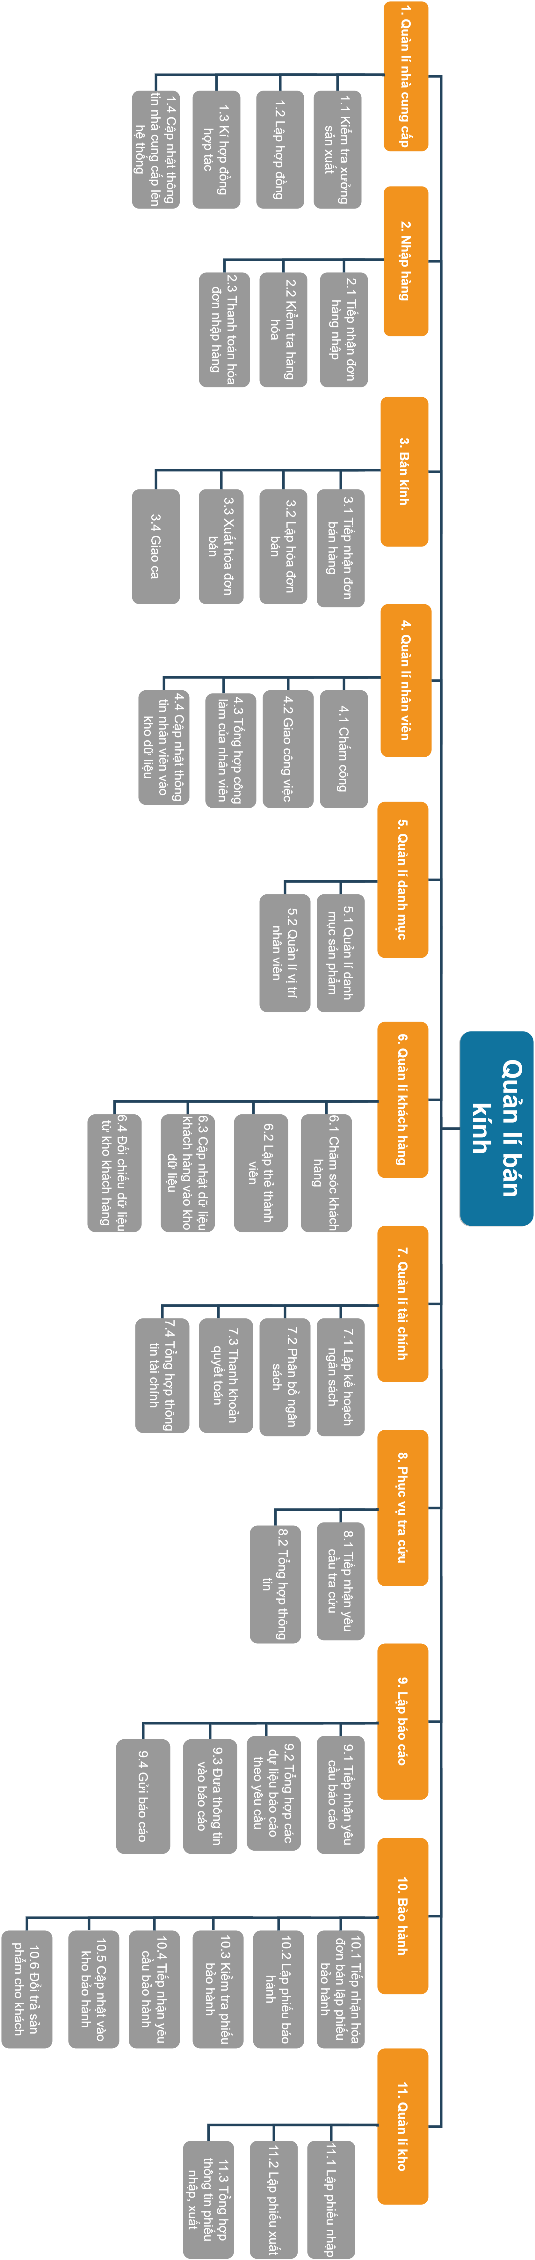 Quản lí bán
kính
1. Quản lí nhà cung cấp
1.1 Kiểm tra xưởng
sản xuất
1.2 Lập hợp đồng
1.3 Kí hợp đồng
hợp tác
1.4 Cập nhật thông
tin nhà cung cấp lên
hệ thống
2. Nhập hàng
2.1 Tiếp nhận đơn
hàng nhập
2.2 Kiểm tra hàng
hóa
2.3 Thanh toán hóa
đơn nhập hàng
3. Bán kính
3.1 Tiếp nhận đơn
bán hàng
3.2 Lập hóa đơn
bán
3.3 Xuất hóa đơn
bán
3.4 Giao ca
4. Quản lí nhân viên
4.1 Chấm công
4.2 Giao công việc
4.3 Tổng hợp công
làm của nhân viên
4.4 Cập nhật thông
tin nhân viên vào
kho dữ liệu
5. Quản lí danh mục
5.1 Quản lí danh
mục sản phẩm
5.2 Quản lí vị trí
nhân viên
6. Quản lí khách hàng
6.1 Chăm sóc khách
hàng
6.2 Lập thẻ thành
viên
6.3 Cập nhật dữ liệu
khách hàng vào kho
dữ liệu
6.4 Đối chiếu dữ liệu
từ kho khách hàng
7. Quản lí tài chính
7.1 Lập kế hoạch
ngân sách
7.2 Phân bổ ngân
sách
7.3 Thanh khoản
quyết toán
7.4 Tổng hợp thông
tin tài chính
8. Phục vụ tra cứu
8.1 Tiếp nhận yêu
cầu tra cứu
8.2 Tổng hợp thông
tin
9. Lập báo cáo
9.1 Tiếp nhận yêu
cầu báo cáo
9.2 Tổng hợp các
dự liệu báo cáo
theo yêu cầu
9.3 Đưa thông tin
vào báo cáo
9.4 Gửi báo cáo
10. Bảo hành
10.1 Tiếp nhận hóa
đơn bán lập phiếu
bảo hành
10.2 Lập phiếu bảo
hành
10.3 Kiểm tra phiếu
bảo hành
10.4 Tiếp nhận yêu
cầu bảo hành
10.5 Cập nhật vào
kho bảo hành
10.6 Đổi trả sản
phẩm cho khách
11. Quản lí kho
11.1 Lập phiếu nhập
11.2 Lập phiếu xuất
11.3 Tổng hợp
thông tin phiếu
nhập, xuất